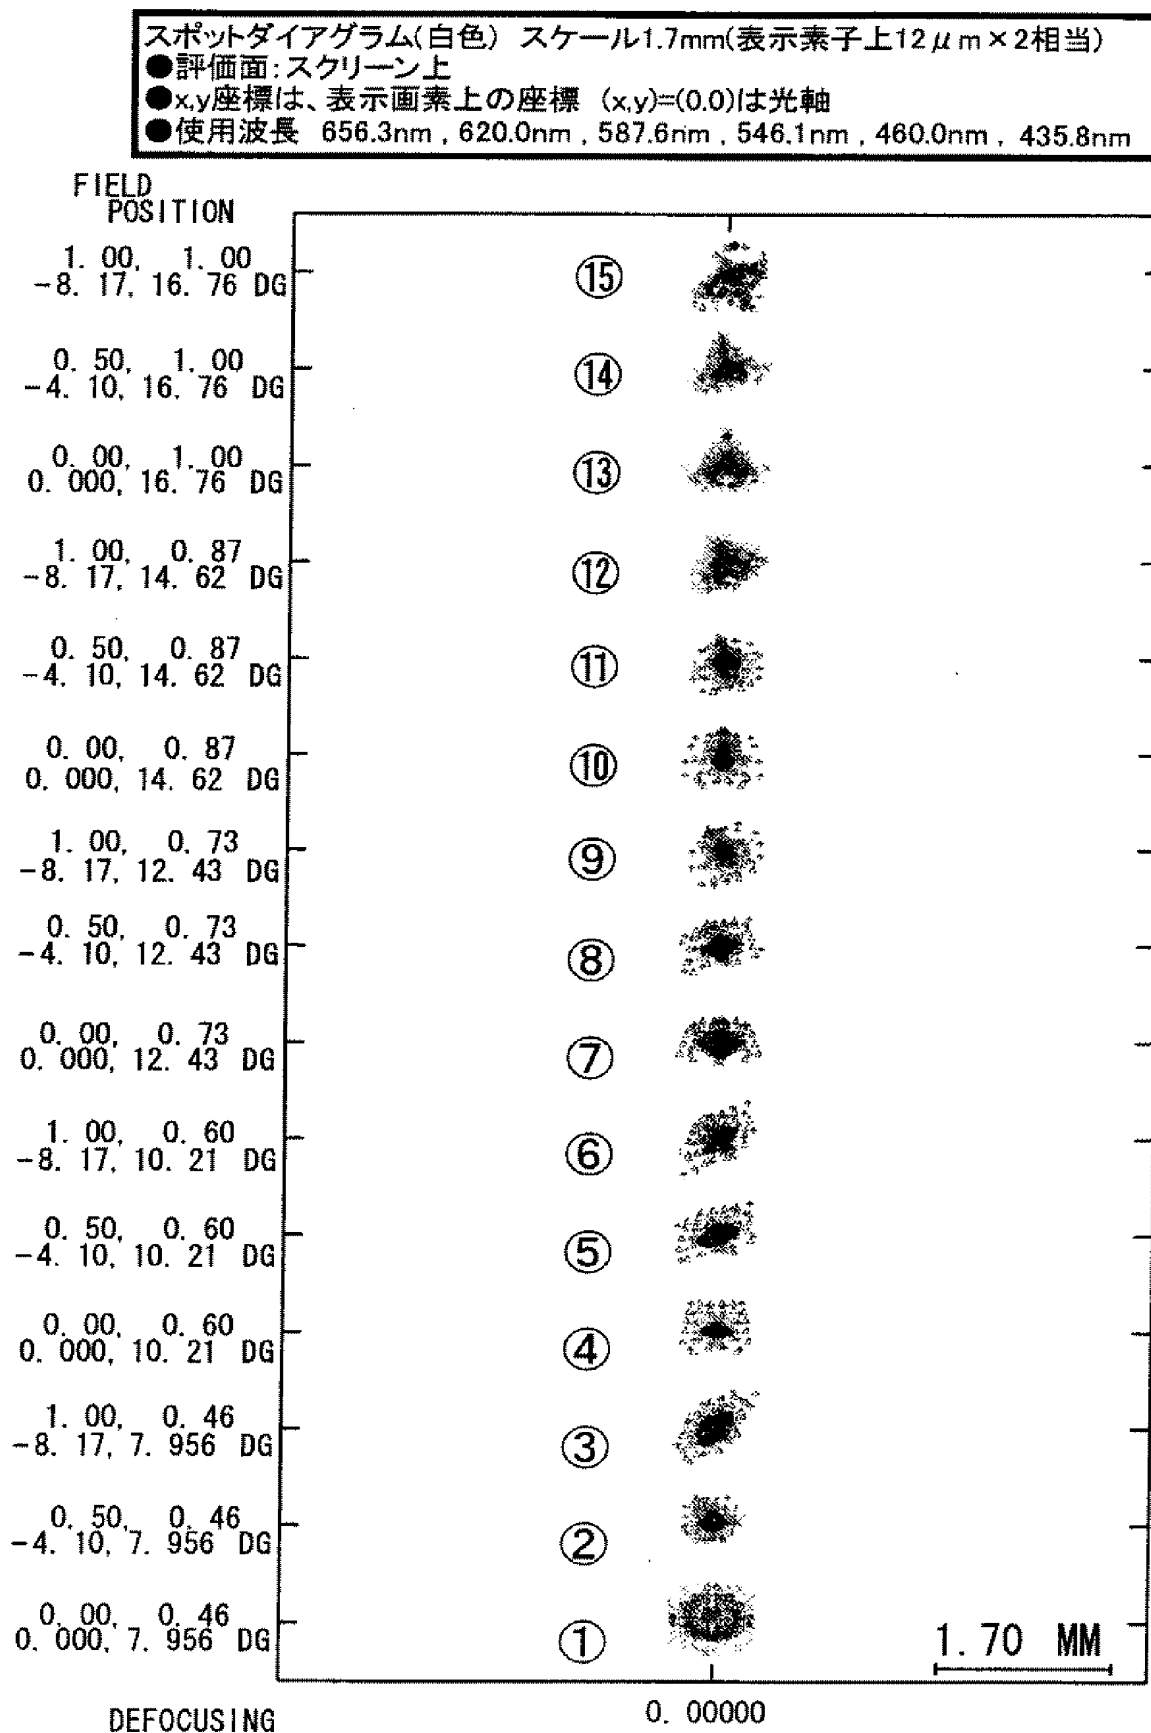 スポットダイアグラム(白色) スケール1.7mm(表示素子上12μm×2相当)
●評価面:スクリーン上
●x,y座標は、表示画素上の座標 (x,y)=(0.0)は光軸
●使用波長 656.3nm , 620.0nm , 587.6nm , 546.1nm , 460.0nm , 435.8nm
FIELD
POSITION
1. 00, 1. 00
-8. 17, 16. 76 DG
⑮
0. 50, 1. 00
-4. 10, 16. 76 DG
⑭
0. 00, 1. 00
0. 000, 16. 76 DG
⑬
1. 00, 0. 87
-8. 17, 14. 62 DG
⑫
0. 50, 0. 87
-4. 10, 14. 62 DG
⑪
0. 00, 0. 87
0. 000, 14. 62 DG
⑩
1. 00, 0. 73
-8. 17, 12. 43 DG
⑨
0. 50, 0. 73
-4. 10, 12. 43 DG
⑧
0. 00, 0. 73
0. 000, 12. 43 DG
⑦
1. 00, 0. 60
-8. 17, 10. 21 DG
⑥
0. 50, 0. 60
-4. 10, 10. 21 DG
⑤
0. 00, 0. 60
0. 000, 10. 21 DG
④
1. 00, 0. 46
-8. 17, 7. 956 DG
③
0. 50, 0. 46
-4. 10, 7. 956 DG
②
0. 00, 0. 46
0. 000, 7. 956 DG
①
1. 70 MM
DEFOCUSING
0. 00000